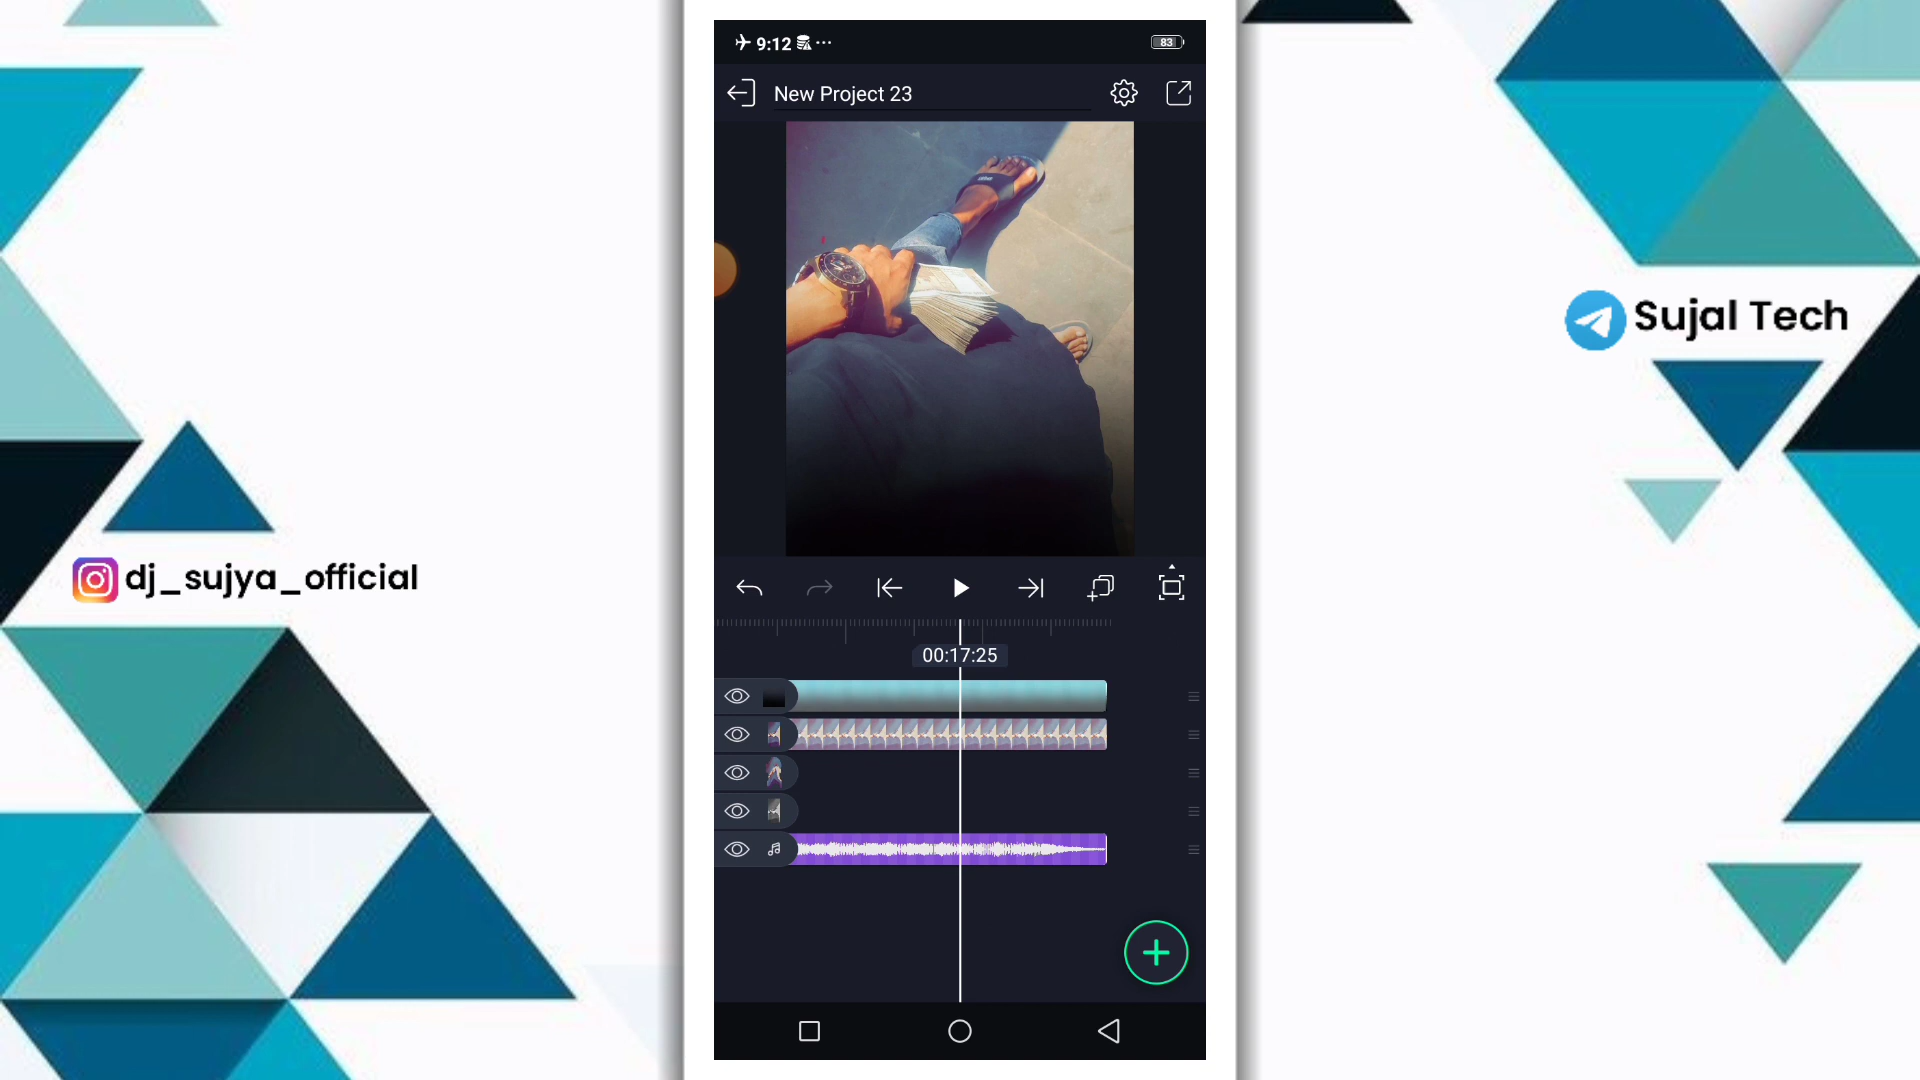 9:12
83
New Project 23
Sujal Tech
dj_sujya_official
00:17:25